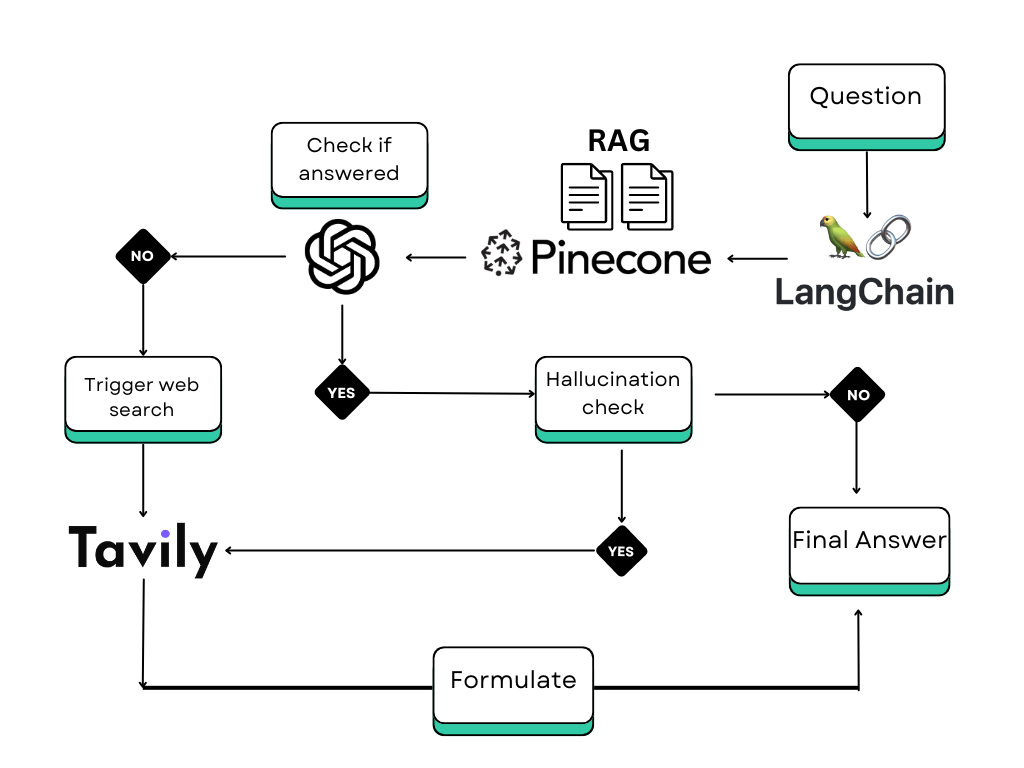 Question
RAG
Check if
answered
Pinecone
LangChain
NO
Trigger web
search
YES
Hallucination
check
NO
Tavily
YES
Final Answer
Formulate